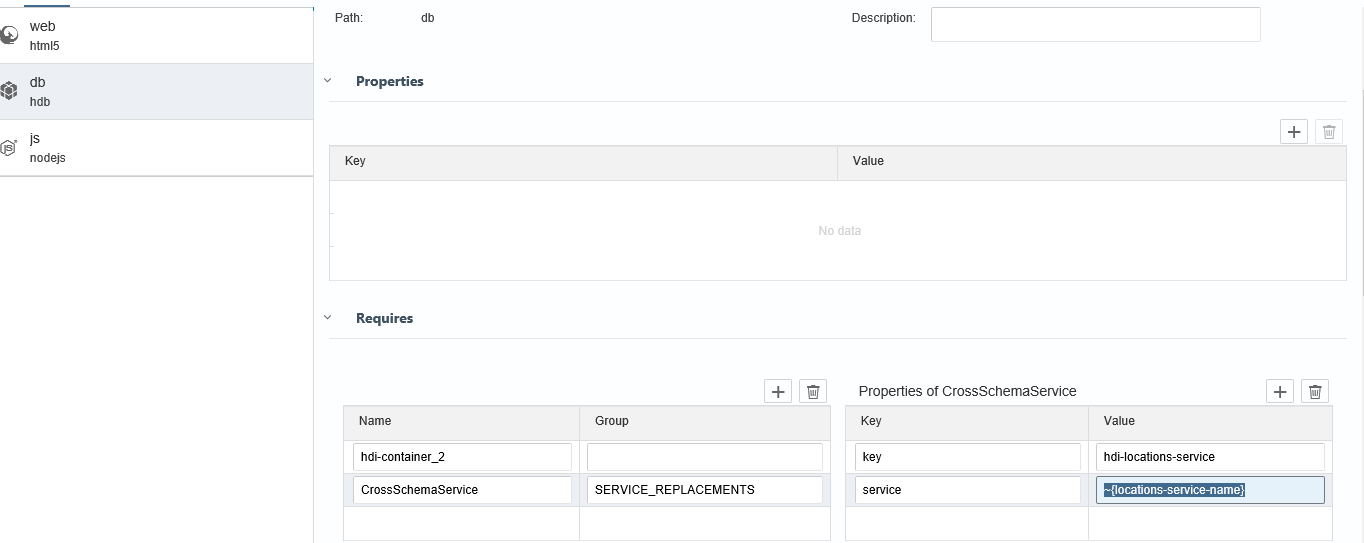 web
html5
db
hdb
js
nodejs
Path: db Description:
Properties
Key Value
No data
Requires
Properties of CrossSchemaService
Name Group Key Value
hdi-container_2 key hdi-locations-service
CrossSchemaService SERVICE_REPLACEMENTS service ~{locations-service-name}